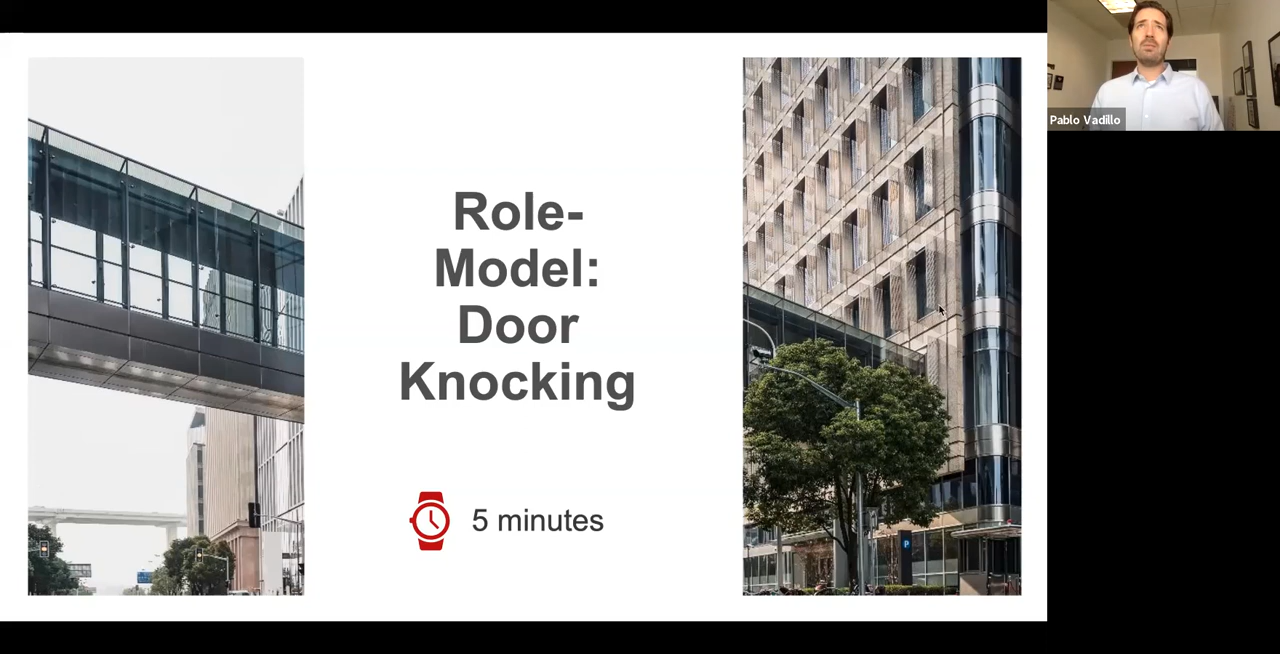 Role-
Model:
Door
Knocking
5 minutes
Pablo Vadillo
P